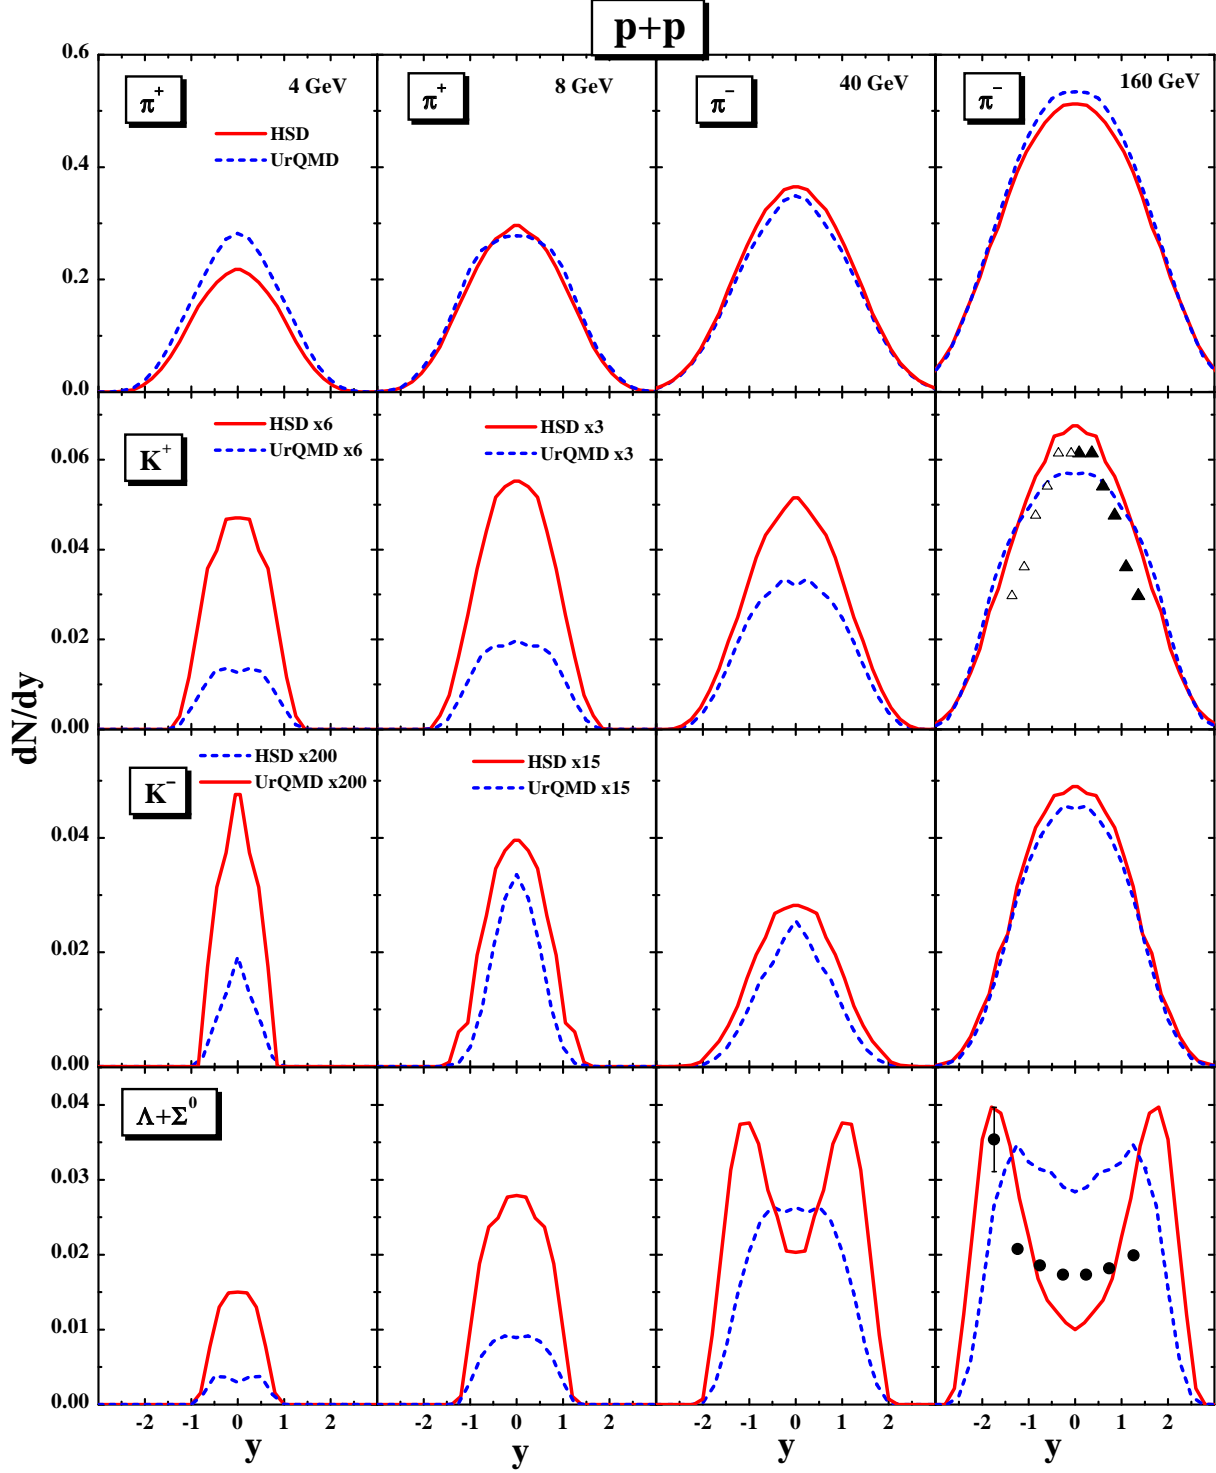 p+p
0.6
π+ 4 GeV
π+ 8 GeV
π− 40 GeV
π− 160 GeV
HSD
UrQMD
0.4
0.2
0.0
K+
HSD x6
UrQMD x6
HSD x3
UrQMD x3
0.06
0.04
0.02
0.00
dN/dy
K−
HSD x200
UrQMD x200
HSD x15
UrQMD x15
0.04
0.02
0.00
Λ+Σ0
0.04
0.03
0.02
0.01
0.00
-2 -1 0 1 2 -2 -1 0 1 2 -2 -1 0 1 2 -2 -1 0 1 2
y y y y